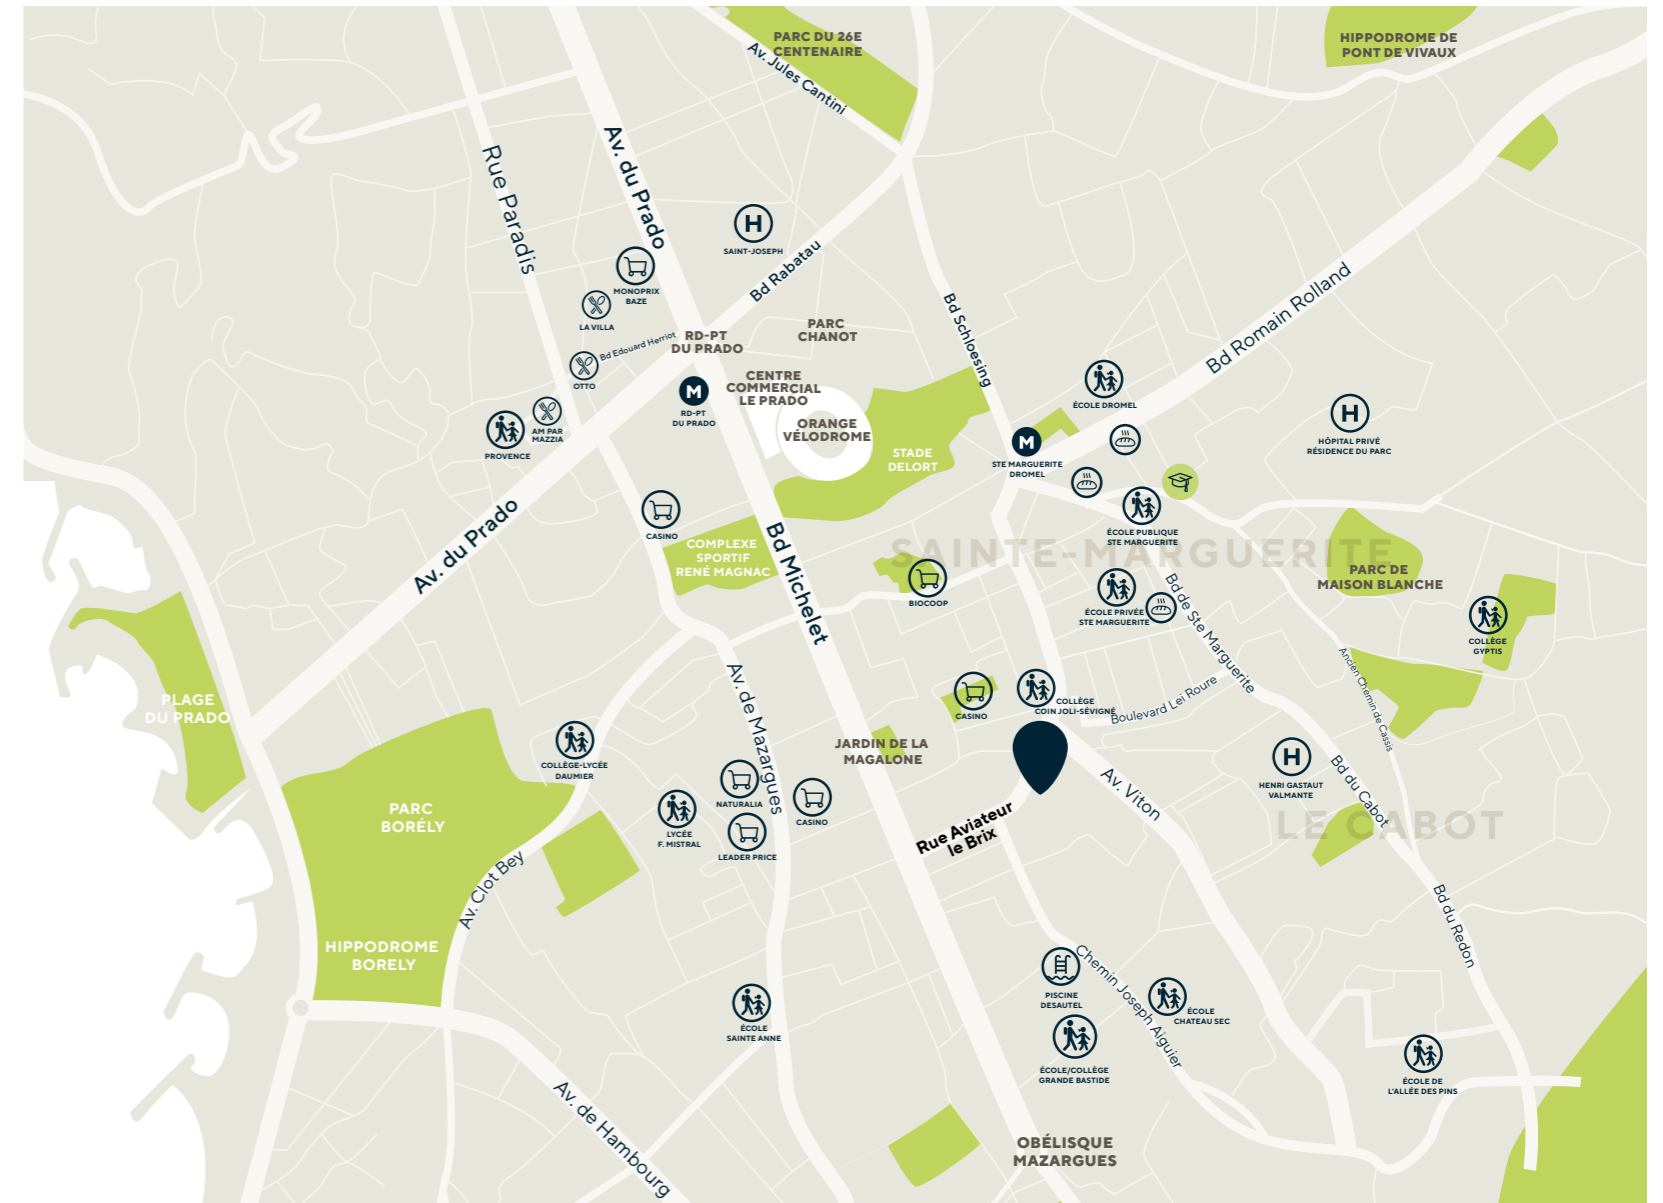 PARC DU 26E
CENTENAIRE
Av. Jules Cantini
HIPPODROME DE
PONT DE VIVAUX
Rue Paradis
Av. du Prado
H
SAINT-JOSEPH
Bd Rabatau
MONOPRIX
BAZE
LA VILLA
Bd Edouard Herriot
OTTO
RD-PT
DU PRADO
PARC
CHANOT
Bd Schloesing
Bd Romain Rolland
CENTRE
COMMERCIAL
LE PRADO
M
RD-PT
DU PRADO
ORANGE
VÉLODROME
STADE
DELORT
ÉCOLE DROMEL
H
HÔPITAL PRIVÉ
RÉSIDENCE DU PARC
PROVENCE
AM PAR
MAZZIA
M
STE MARGUERITE
DROMEL
Av. du Prado
CASINO
COMPLEXE
SPORTIF
RENÉ MAGNAC
Bd Michelet
ÉCOLE PUBLIQUE
STE MARGUERITE
SAINTE-MARGUERITE
BIOCOOP
ÉCOLE PRIVÉE
STE MARGUERITE
Bd de Ste Marguerite
PARC DE
MAISON BLANCHE
COLLÈGE
GYPTIS
Ancien Chemin de Cassis
PLAGE
DU PRADO
Av. de Mazargues
CASINO
COLLÈGE
COIN JOLI-SÉVIGNÉ
Boulevard Lei Roure
COLLÈGE-LYCÉE
DAUMIER
JARDIN DE LA
MAGALONE
Av. Viton
H
HENRI GASTAUT
VALMANTE
Bd du Cabot
LE CABOT
PARC
BORÉLY
NATURALIA
CASINO
LYCÉE
F. MISTRAL
LEADER PRICE
Rue Aviateur
le Brix
Av. Clot Bey
Bd du Redon
HIPPODROME
BORELY
Chemin Joseph Aiguier
PISCINE
DESAUTEL
ÉCOLE
CHATEAU SEC
ÉCOLE
SAINTE ANNE
ÉCOLE/COLLÈGE
GRANDE BASTIDE
ÉCOLE DE
L'ALLÉE DES PINS
Av. de Hambourg
OBÉLISQUE
MAZARGUES